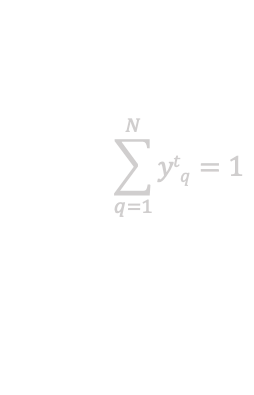 ∑_{q=1}^{N} y^t_q = 1